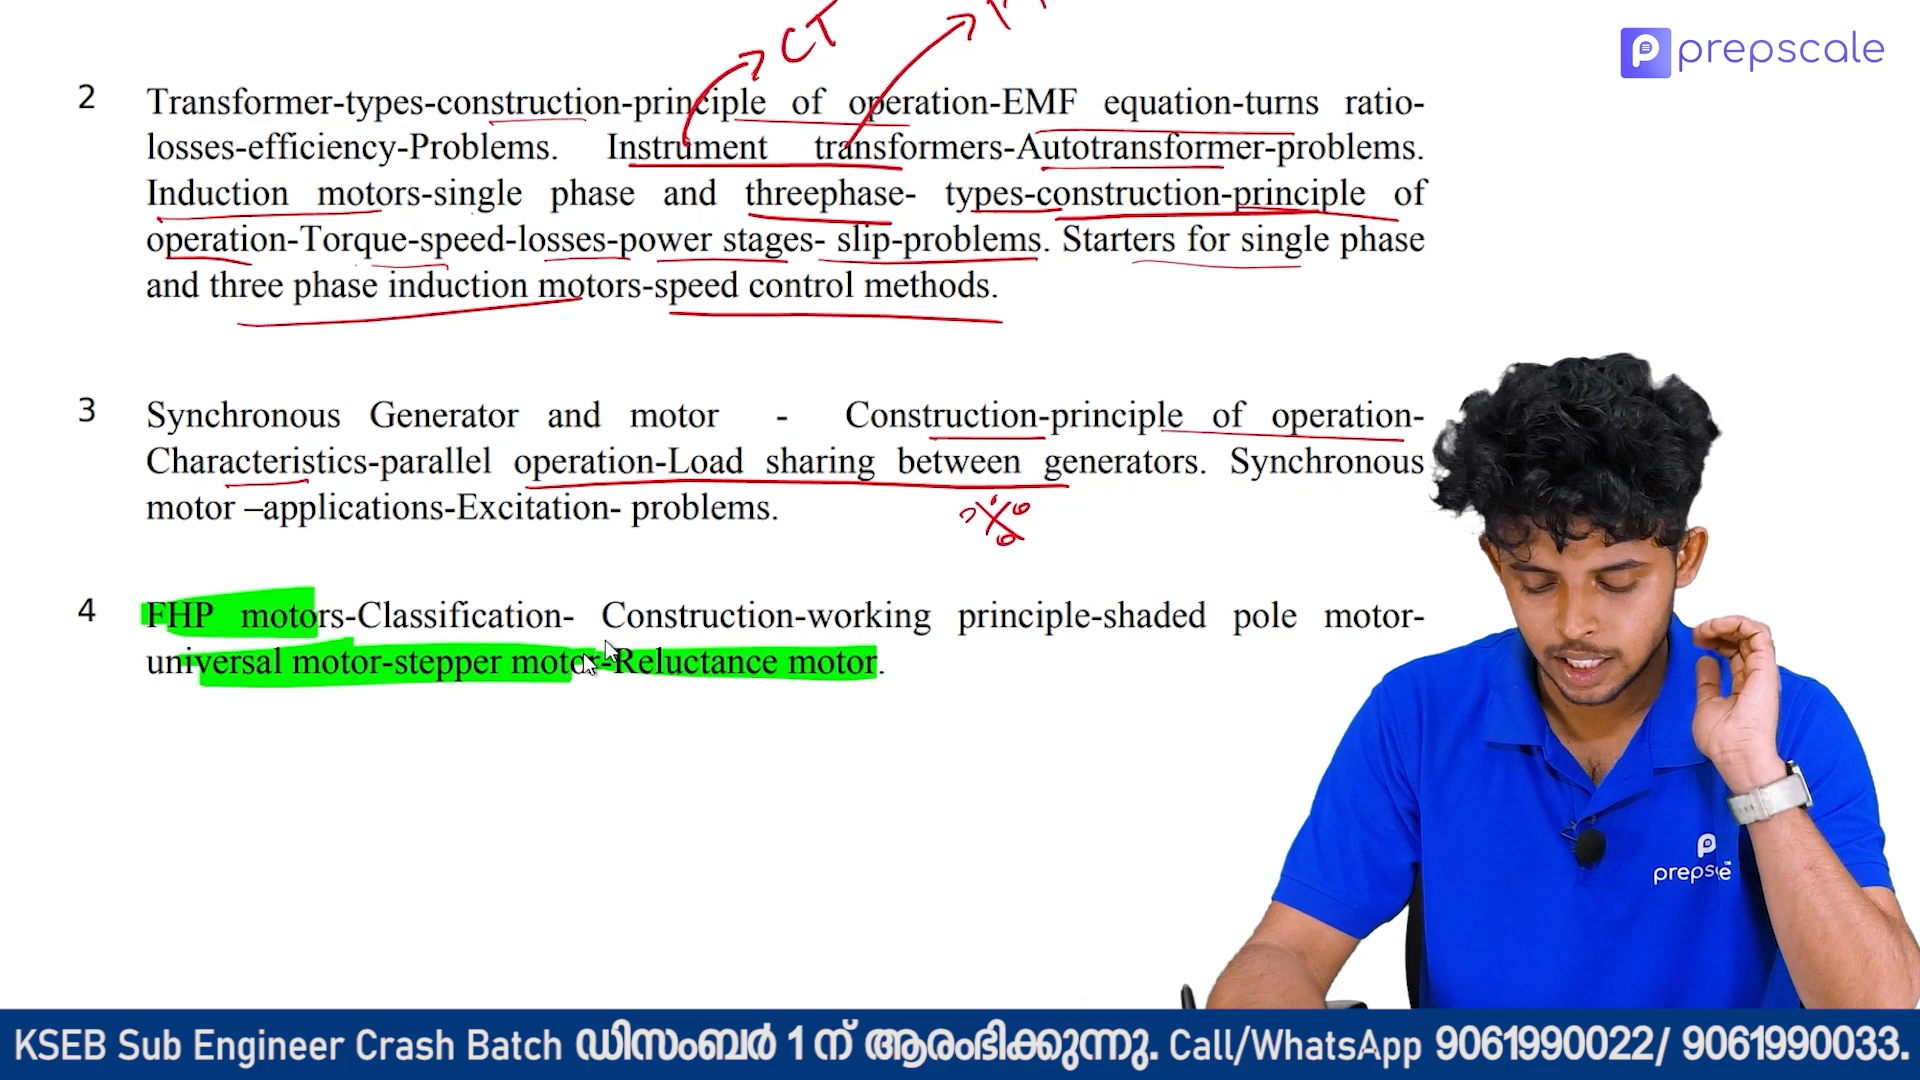 CT
prepscale
2 Transformer-types-construction-principle of operation-EMF equation-turns ratio-
losses-efficiency-Problems. Instrument transformers-Autotransformer-problems.
Induction motors-single phase and threephase- types-construction-principle of
operation-Torque-speed-losses-power stages- slip-problems. Starters for single phase
and three phase induction motors-speed control methods.
3 Synchronous Generator and motor - Construction-principle of operation-
Characteristics-parallel operation-Load sharing between generators. Synchronous
motor –applications-Excitation- problems.
4 FHP motors-Classification- Construction-working principle-shaded pole motor-
universal motor-stepper motor-Reluctance motor.
KSEB Sub Engineer Crash Batch ഡിസംബർ 1 ന് ആരംഭിക്കുന്നു. Call/WhatsApp 9061990022/ 9061990033.